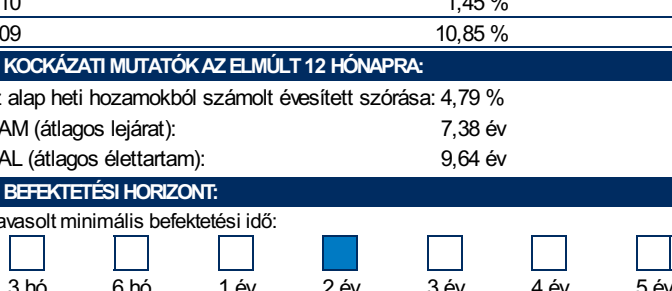 10 1,45 %
09 10,85 %
KOCKÁZATI MUTATÓK AZ ELMÚLT 12 HÓNAPRA:
z alap heti hozamokból számolt évesített szórása: 4,79 %
AM (átlagos lejárat): 7,38 év
AL (átlagos élettartam): 9,64 év
BEFEKTETÉSI HORIZONT:
avasolt minimális befektetési idő:
3 hó 6 hó 1 év 2 év 3 év 4 év 5 év